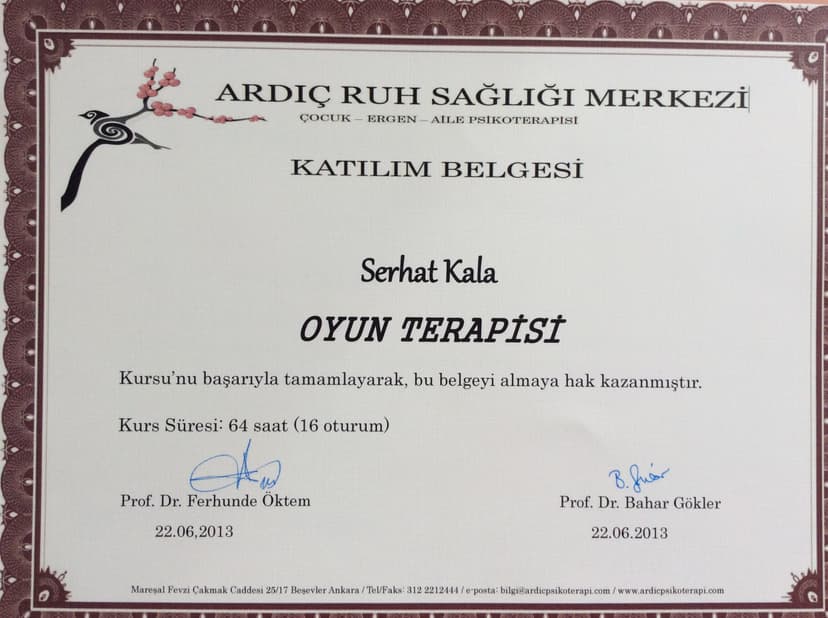 ARDIÇ RUH SAĞLIĞI MERKEZİ
ÇOCUK – ERGEN – AİLE PSİKOTERAPİSİ
KATILIM BELGESİ
Serhat Kala
OYUN TERAPİSİ
Kursu’nu başarıyla tamamlayarak, bu belgeyi almaya hak kazanmıştır.
Kurs Süresi: 64 saat (16 oturum)
Prof. Dr. Ferhunde Öktem
Prof. Dr. Bahar Gökler
22.06,2013
22.06.2013
Mareşal Fevzi Çakmak Caddesi 25/17 Beşevler Ankara / Tel/Faks: 312 2212444 / e-posta: bilgi@ardicpsikoterapi.com / www.ardicpsikoterapi.com